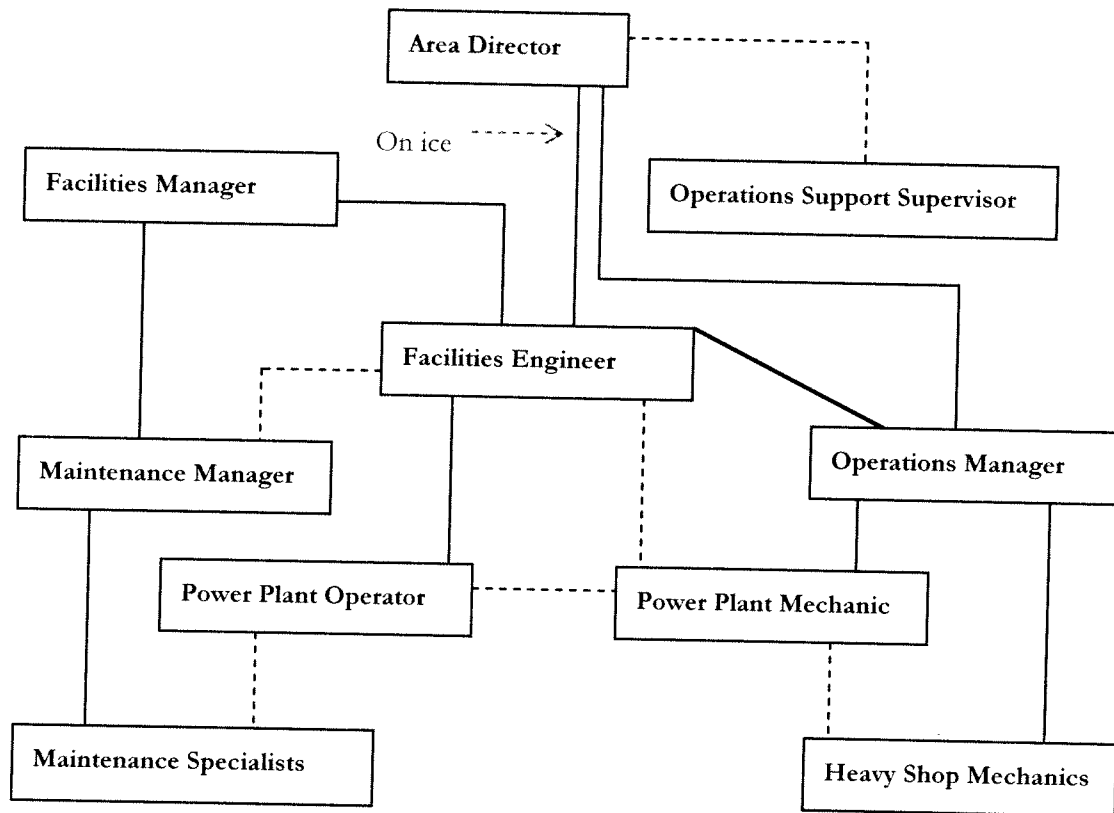 Area Director
On ice
Facilities Manager
Operations Support Supervisor
Facilities Engineer
Maintenance Manager
Operations Manager
Power Plant Operator
Power Plant Mechanic
Maintenance Specialists
Heavy Shop Mechanics